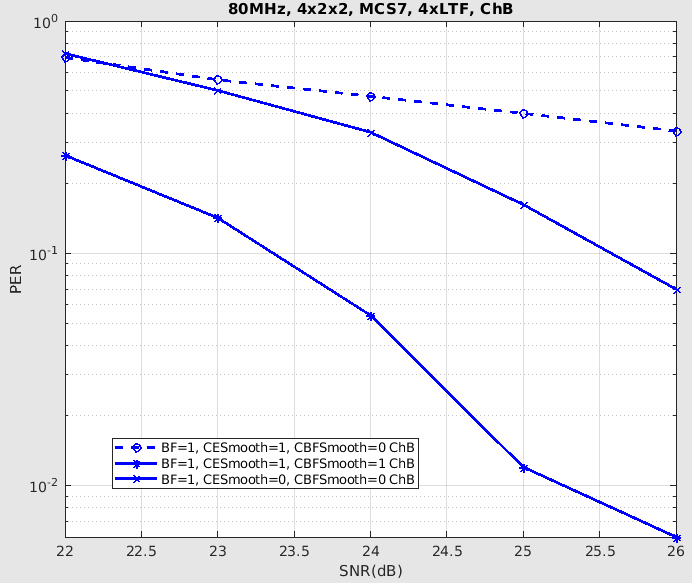 80MHz, 4x2x2, MCS7, 4xLTF, ChB
10^0
10^-1
10^-2
PER
BF=1, CESmooth=1, CBFSmooth=0 ChB
BF=1, CESmooth=1, CBFSmooth=1 ChB
BF=1, CESmooth=0, CBFSmooth=0 ChB
22 22.5 23 23.5 24 24.5 25 25.5 26
SNR(dB)